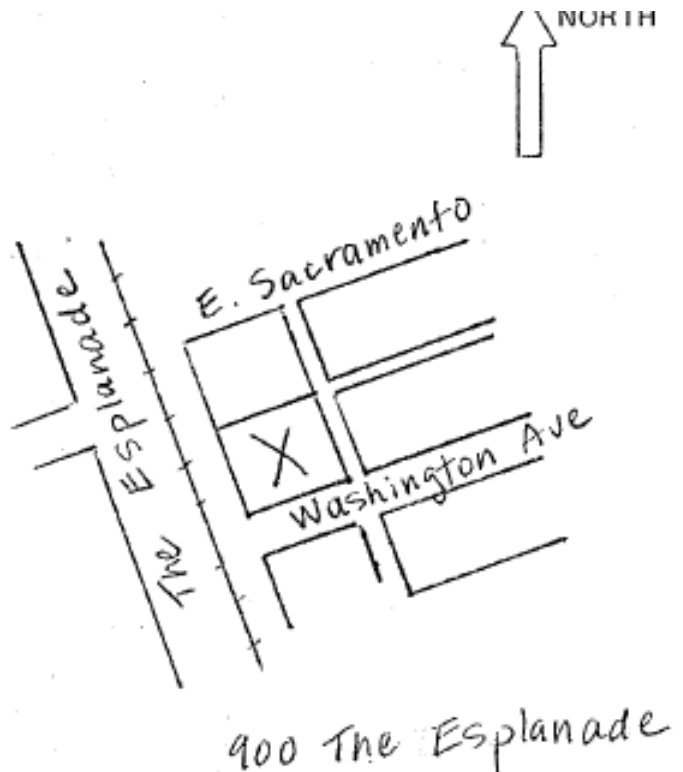 NORTH
E. Sacramento
The Esplanade
X
Washington Ave
900 The Esplanade